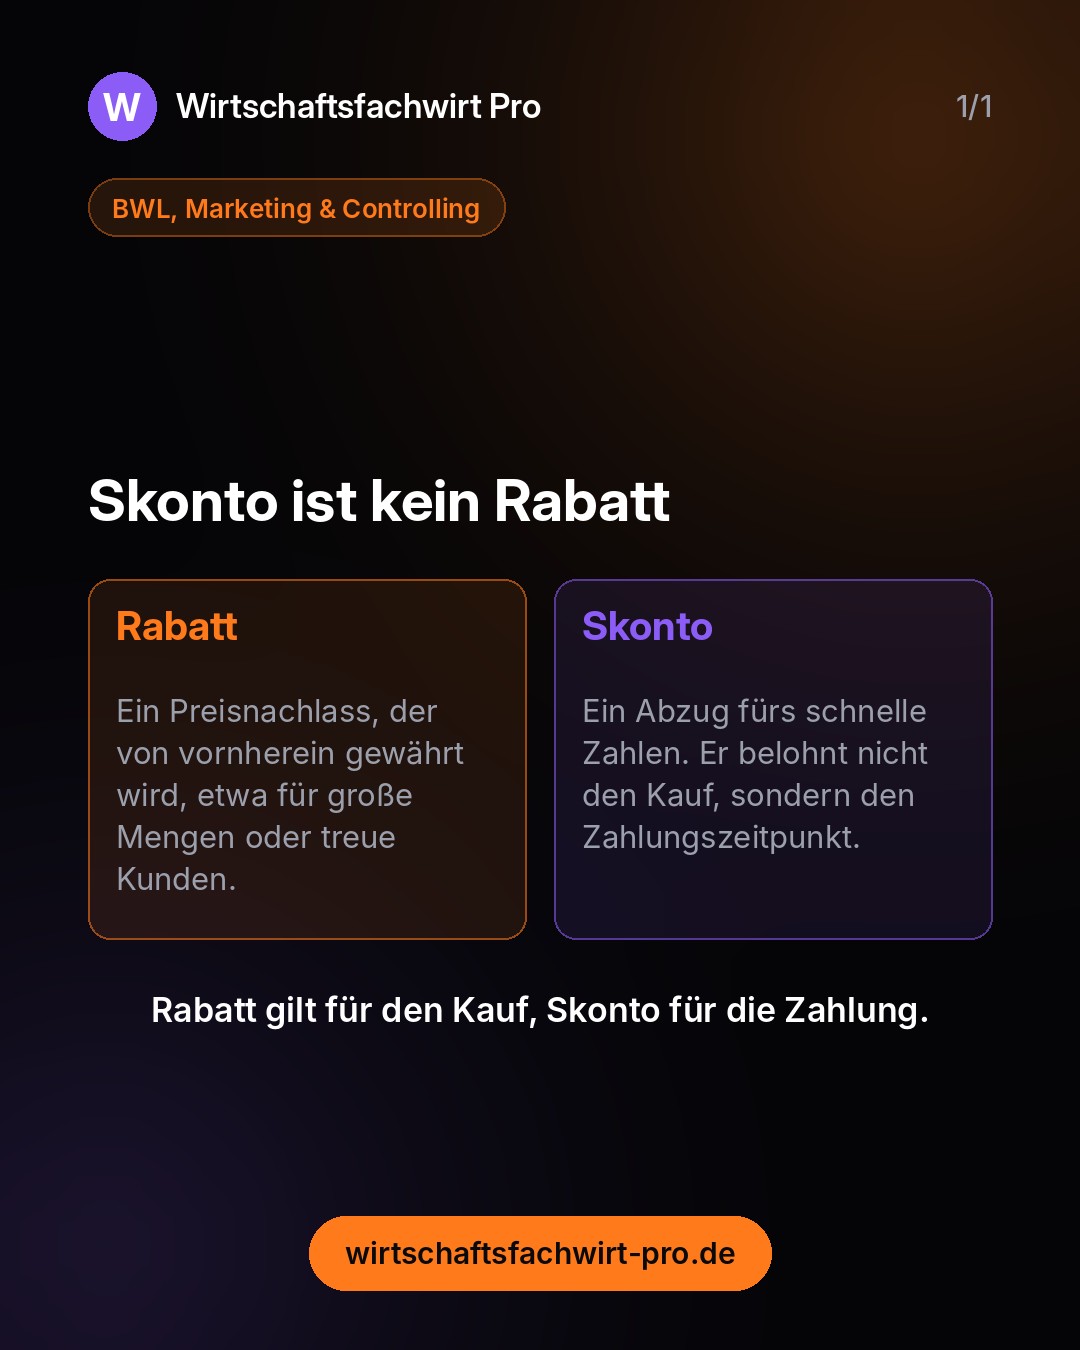 W Wirtschaftsfachwirt Pro
1/1
BWL, Marketing & Controlling
Skonto ist kein Rabatt
Rabatt
Ein Preisnachlass, der
von vornherein gewährt
wird, etwa für große
Mengen oder treue
Kunden.
Skonto
Ein Abzug fürs schnelle
Zahlen. Er belohnt nicht
den Kauf, sondern den
Zahlungszeitpunkt.
Rabatt gilt für den Kauf, Skonto für die Zahlung.
wirtschaftsfachwirt-pro.de